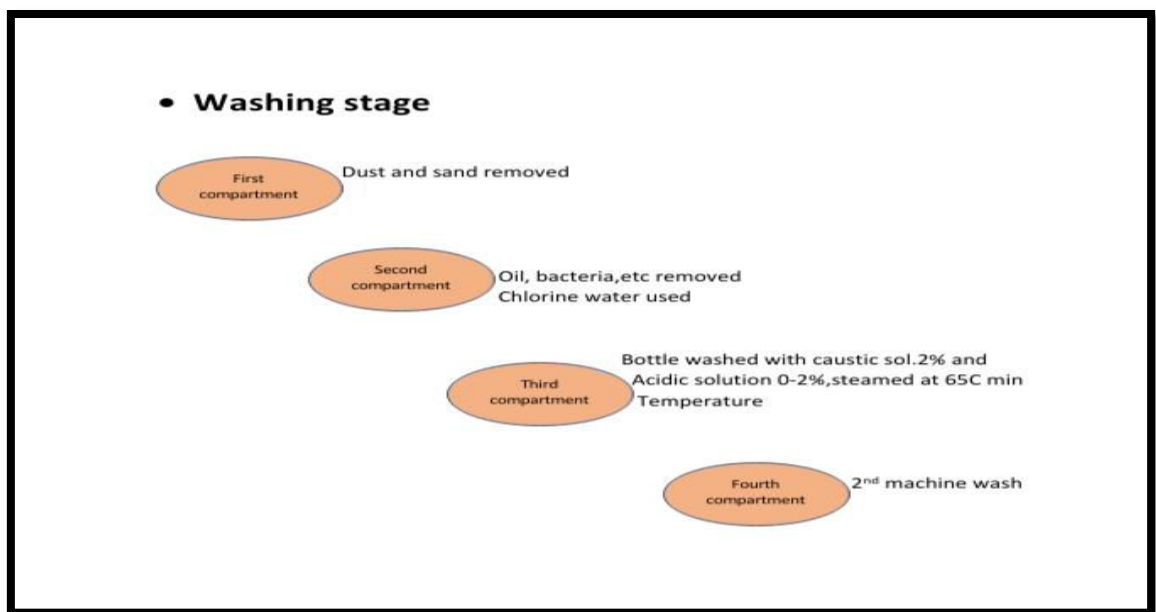 • Washing stage
First
compartment
Dust and sand removed
Second
compartment
Oil, bacteria,etc removed
Chlorine water used
Third
compartment
Bottle washed with caustic sol.2% and
Acidic solution 0-2%,steamed at 65C min
Temperature
Fourth
compartment
2nd machine wash